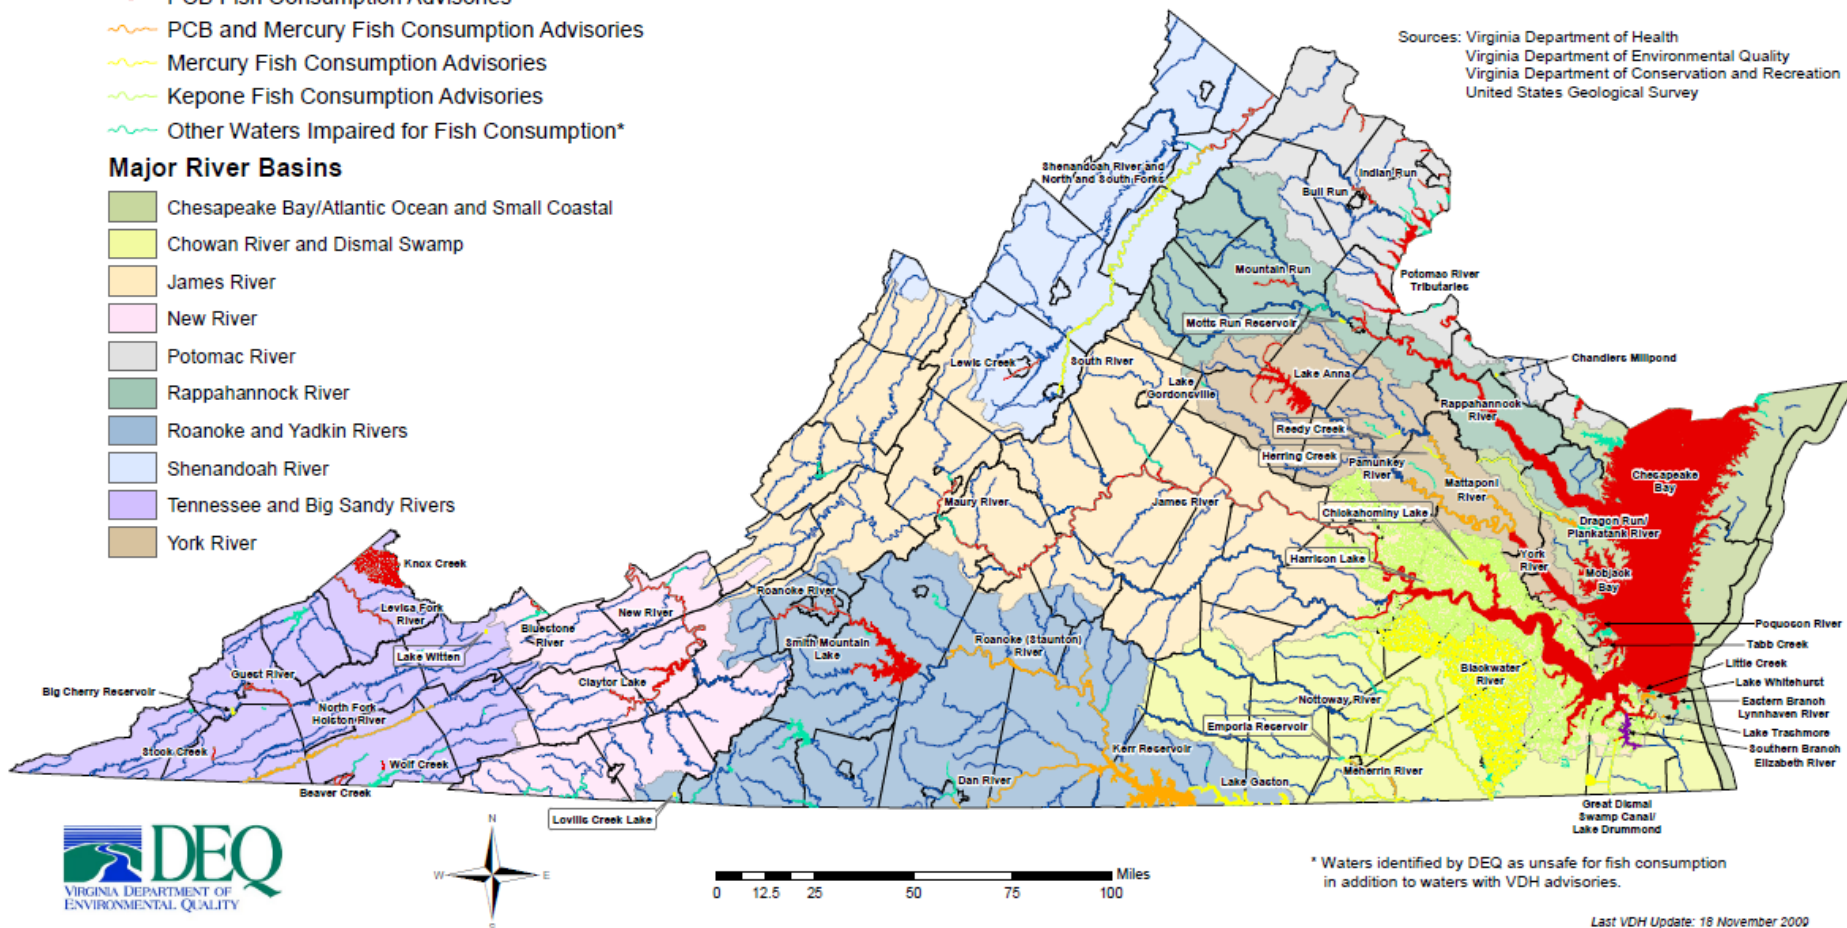 PCB Fish Consumption Advisories
PCB and Mercury Fish Consumption Advisories
Mercury Fish Consumption Advisories
Kepone Fish Consumption Advisories
Other Waters Impaired for Fish Consumption*
Major River Basins
Chesapeake Bay/Atlantic Ocean and Small Coastal
Chowan River and Dismal Swamp
James River
New River
Potomac River
Rappahannock River
Roanoke and Yadkin Rivers
Shenandoah River
Tennessee and Big Sandy Rivers
York River
Sources: Virginia Department of Health
Virginia Department of Environmental Quality
Virginia Department of Conservation and Recreation
United States Geological Survey
Shenandoah River and
North and South Forks
Indian Run
Bull Run
Mountain Run
Potomac River
Tributaries
Motts Run Reservoir
Chandlers Millpond
Lewis Creek
South River
Lake Anna
Lake
Gordonsville
Rappahannock
River
Reedy Creek
Herring Creek
Pamunkey
River
Mattaponi
River
Chesapeake
Bay
Maury River
James River
Chickahominy Lake
Dragon Run/
Piankatank River
Harrison Lake
York
River
Mobjack
Bay
Knox Creek
Levisa Fork
River
Bluestone
River
New River
Roanoke River
Smith Mountain
Lake
Roanoke (Staunton)
River
Poquoson River
Tabb Creek
Little Creek
Lake Whitehurst
Eastern Branch
Lynnhaven River
Lake Trashmore
Southern Branch
Elizabeth River
Lake Witten
Guest River
Claytor Lake
Blackwater
River
Big Cherry Reservoir
North Fork
Holston River
Nottoway River
Emporia Reservoir
Stock Creek
Wolf Creek
Kerr Reservoir
Beaver Creek
Dan River
Lake Gaston
Meherrin River
Lovills Creek Lake
Great Dismal
Swamp Canal/
Lake Drummond
DEQ
VIRGINIA DEPARTMENT OF
ENVIRONMENTAL QUALITY
N
W
E
S
Miles
0 12.5 25 50 75 100
* Waters identified by DEQ as unsafe for fish consumption
in addition to waters with VDH advisories.
Last VDH Update: 18 November 2009